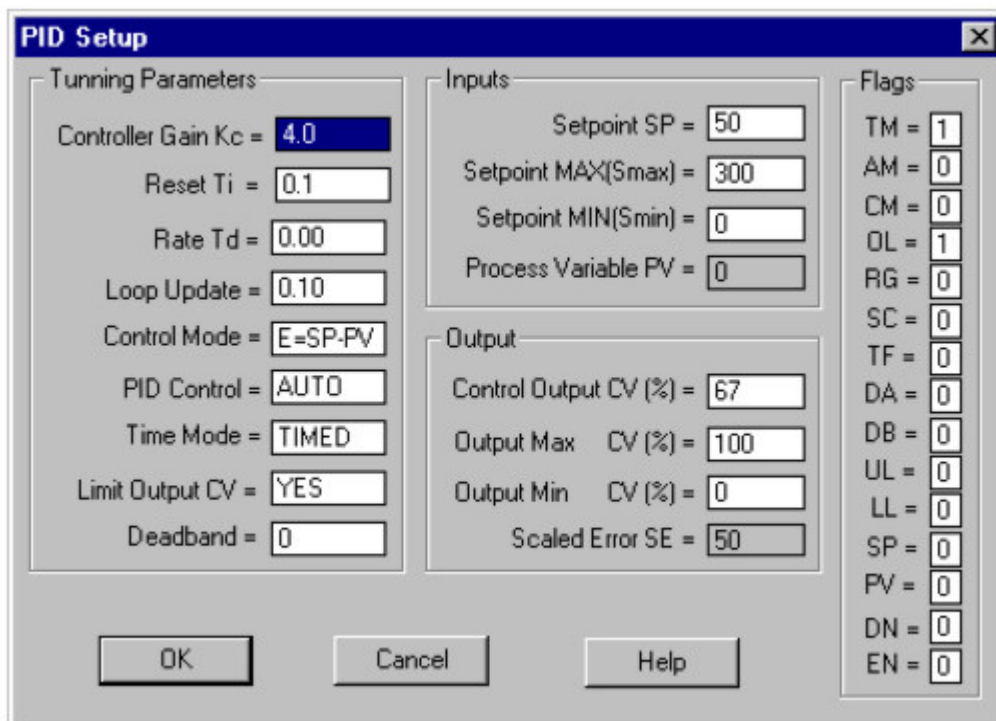 PID Setup
Tunning Parameters
Controller Gain Kc = 4.0
Reset Ti = 0.1
Rate Td = 0.00
Loop Update = 0.10
Control Mode = E=SP-PV
PID Control = AUTO
Time Mode = TIMED
Limit Output CV = YES
Deadband = 0
Inputs
Setpoint SP = 50
Setpoint MAX(Smax) = 300
Setpoint MIN(Smin) = 0
Process Variable PV = 0
Output
Control Output CV (%) = 67
Output Max CV (%) = 100
Output Min CV (%) = 0
Scaled Error SE = 50
Flags
TM = 1
AM = 0
CM = 0
OL = 1
RG = 0
SC = 0
TF = 0
DA = 0
DB = 0
UL = 0
LL = 0
SP = 0
PV = 0
DN = 0
EN = 0
OK
Cancel
Help